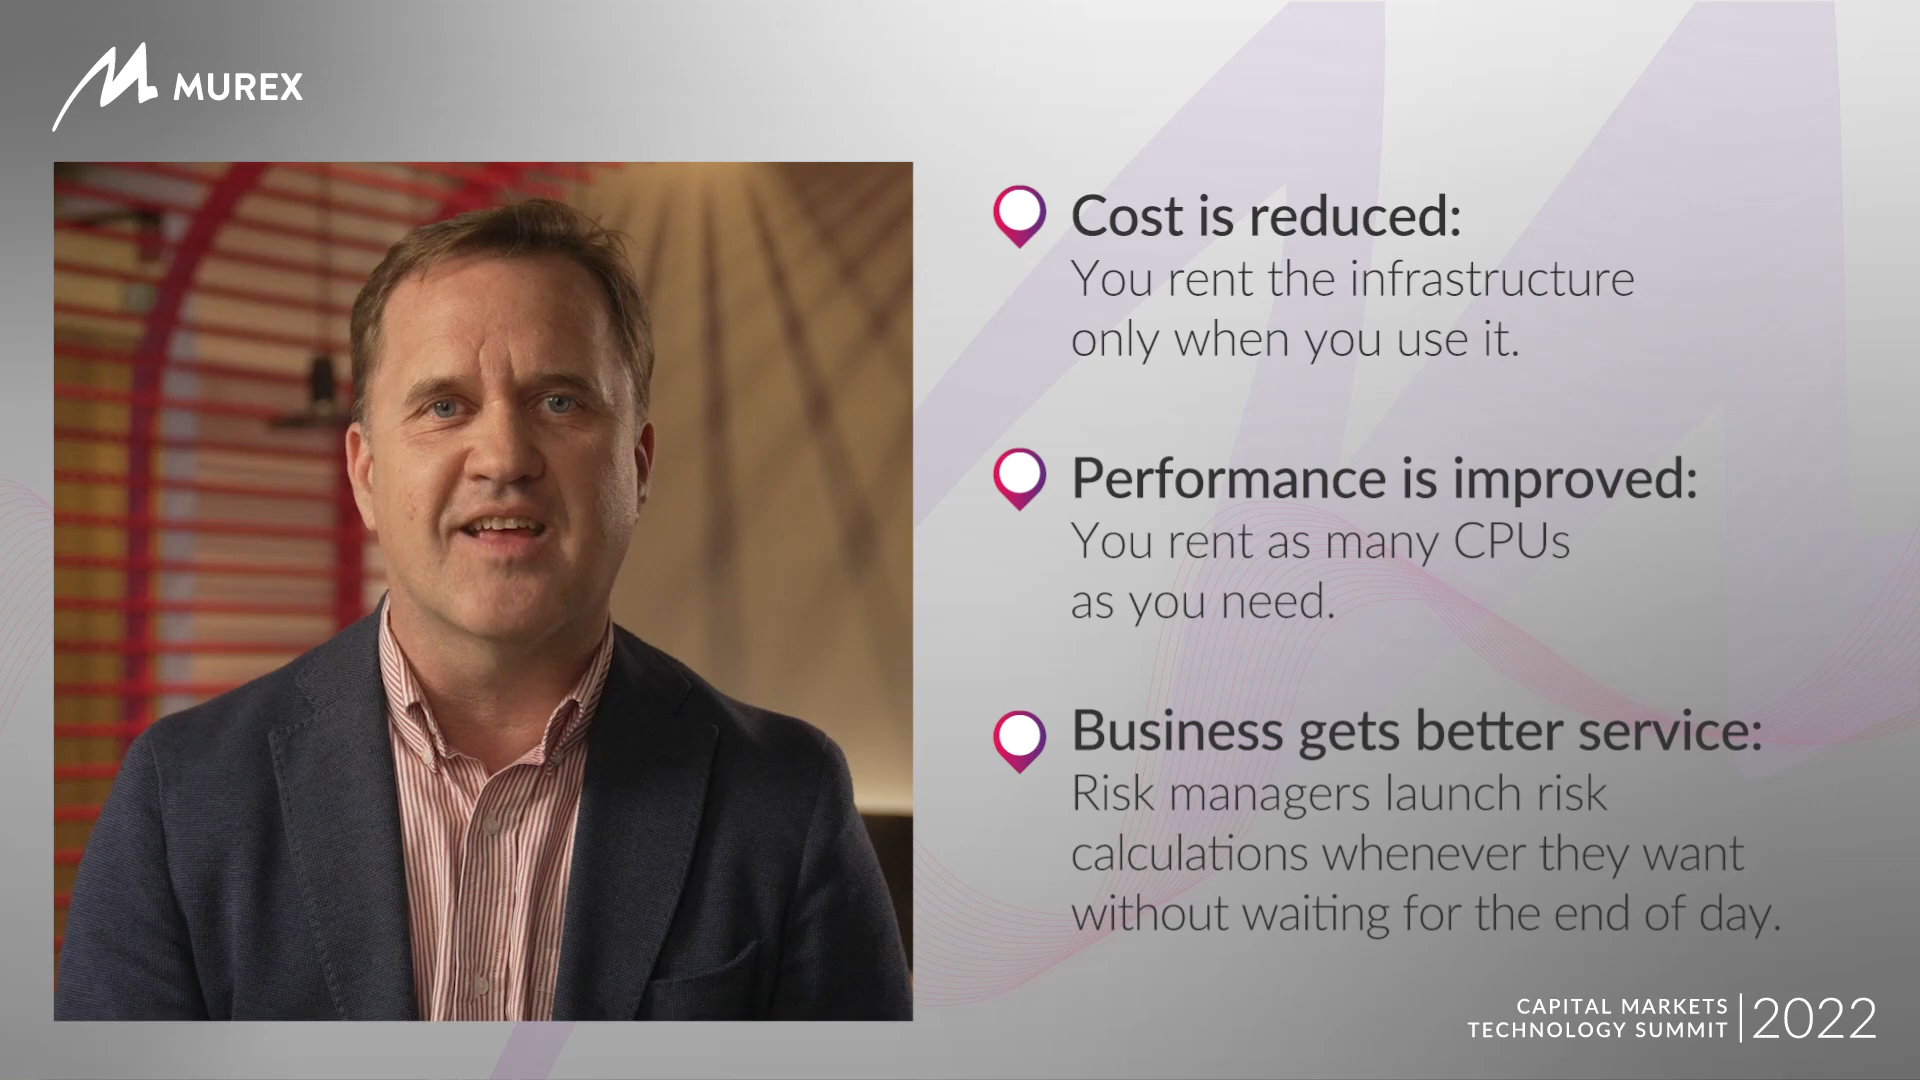 MUREX
Cost is reduced:
You rent the infrastructure
only when you use it.
Performance is improved:
You rent as many CPUs
as you need.
Business gets better service:
Risk managers launch risk
calculations whenever they want
without waiting for the end of day.
CAPITAL MARKETS
TECHNOLOGY SUMMIT
2022